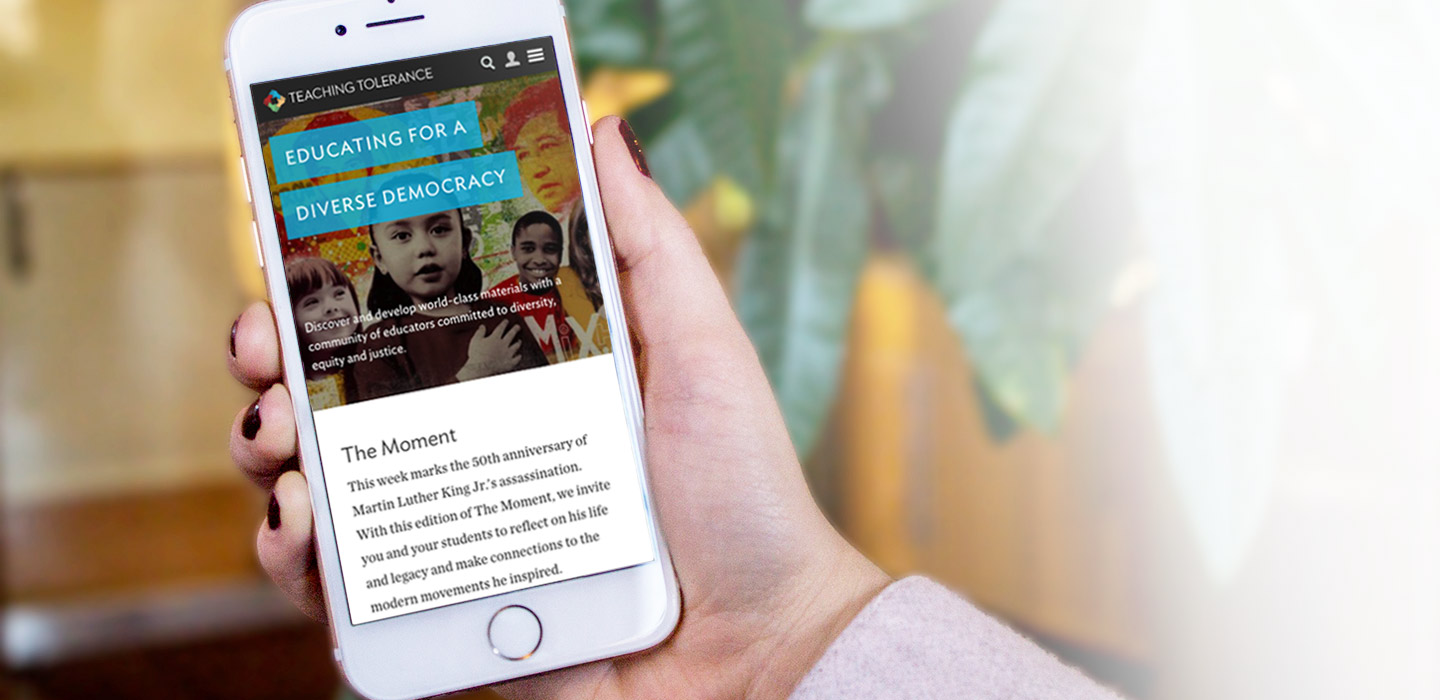 TEACHING TOLERANCE
EDUCATING FOR A
DIVERSE DEMOCRACY
MiX
Discover and develop world-class materials with a
community of educators committed to diversity,
equity and justice.
The Moment
This week marks the 50th anniversary of
Martin Luther King Jr.'s assassination.
With this edition of The Moment, we invite
you and your students to reflect on his life
and legacy and make connections to the
modern movements he inspired.